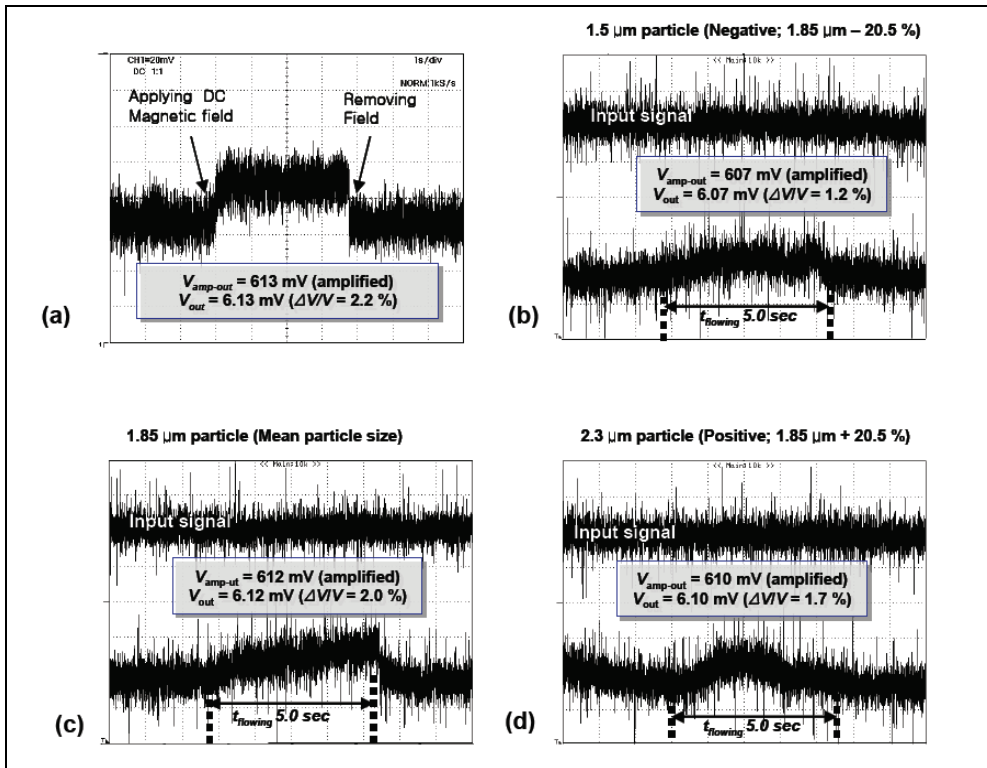 CH1=20mV
DC 1:1
1s/div
NORM:1kS/s
Applying DC
Magnetic field
Removing
Field
V_amp-out = 613 mV (amplified)
V_out = 6.13 mV (ΔV/V = 2.2 %)
(a)
1.5 µm particle (Negative; 1.85 µm – 20.5 %)
<< Main:10k >>
Input signal
V_amp-out = 607 mV (amplified)
V_out = 6.07 mV (ΔV/V = 1.2 %)
t_flowing 5.0 sec
(b)
1.85 µm particle (Mean particle size)
<< Main:10k >>
Input signal
V_amp-ut = 612 mV (amplified)
V_out = 6.12 mV (ΔV/V = 2.0 %)
t_flowing 5.0 sec
(c)
2.3 µm particle (Positive; 1.85 µm + 20.5 %)
<< Main:10k >>
Input signal
V_amp-out = 610 mV (amplified)
V_out = 6.10 mV (ΔV/V = 1.7 %)
t_flowing 5.0 sec
(d)